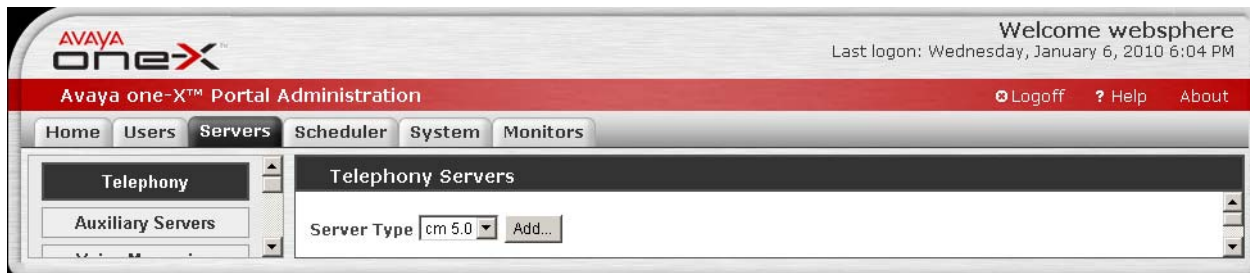 AVAYA
one-X™
Welcome websphere
Last logon: Wednesday, January 6, 2010 6:04 PM
Avaya one-X™ Portal Administration
Logoff ? Help About
Home Users Servers Scheduler System Monitors
Telephony
Telephony Servers
Auxiliary Servers
Server Type cm 5.0 Add...